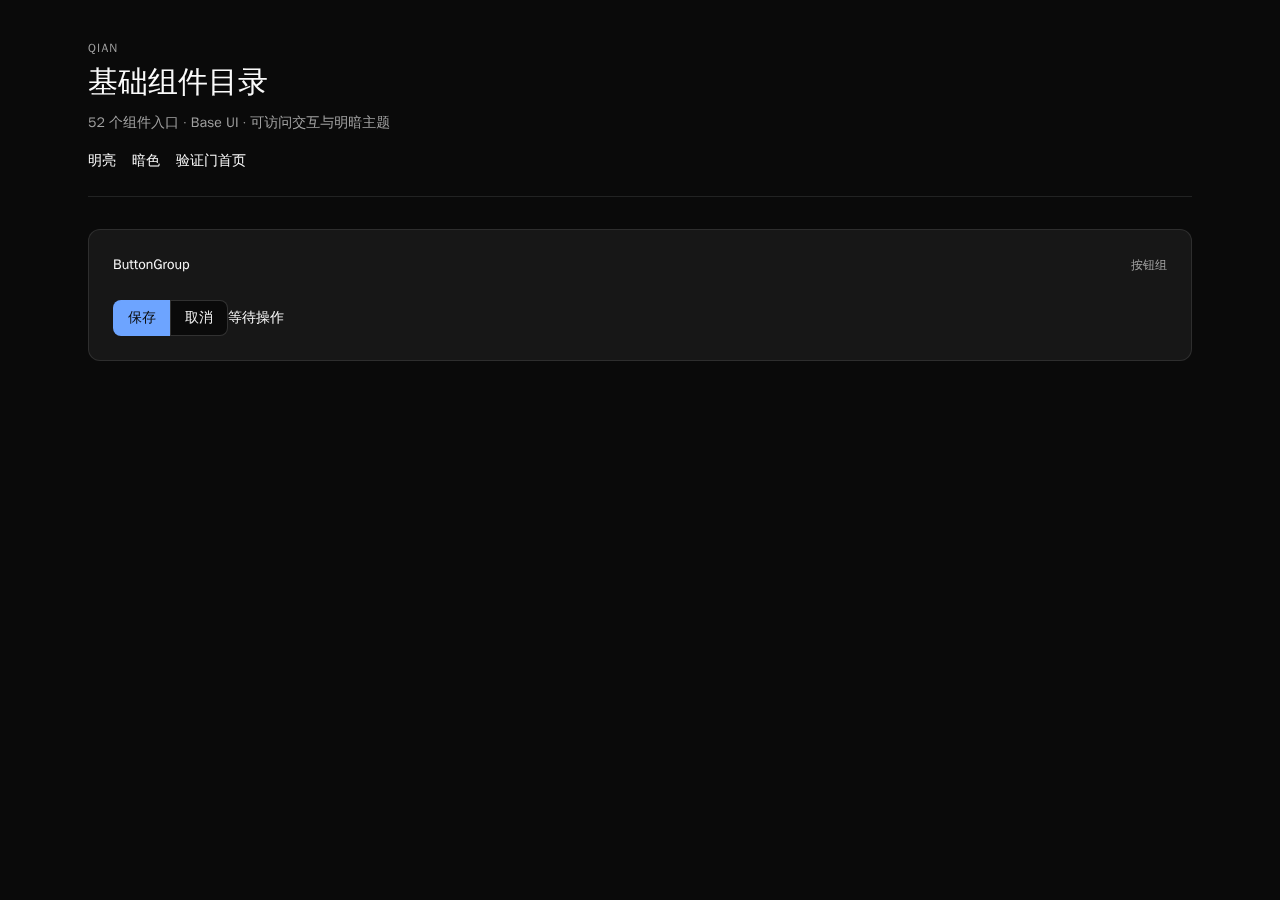 QIAN
基础组件目录
52 个组件入口 · Base UI · 可访问交互与明暗主题
明亮 暗色 验证门首页
ButtonGroup 按钮组
保存 取消 等待操作